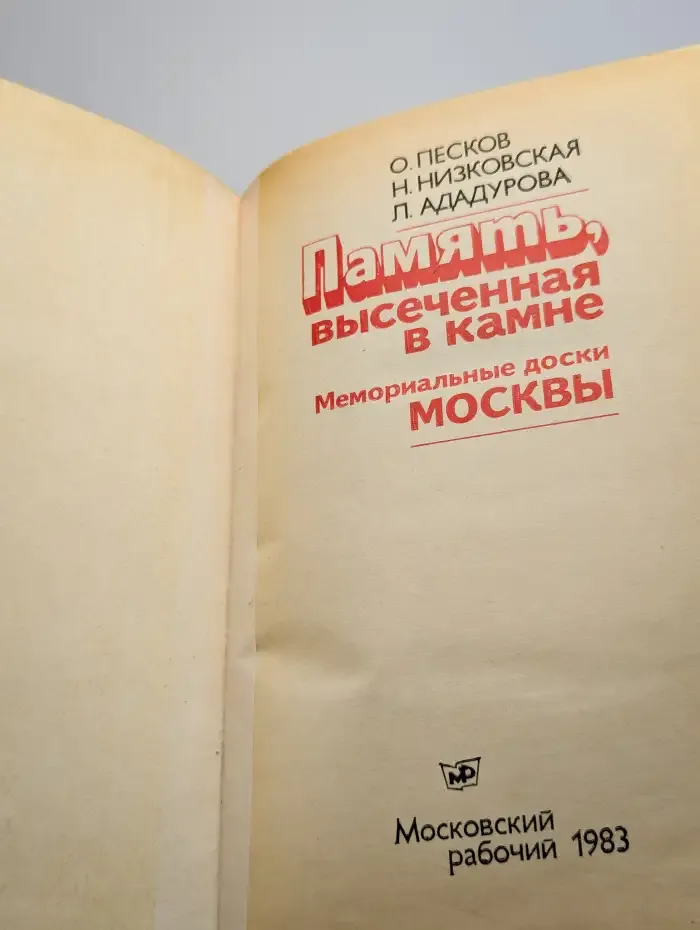 О. ПЕСКОВ
Н. НИЗКОВСКАЯ
Л. АДАДУРОВА
Память,
высеченная
в камне
Мемориальные доски
МОСКВЫ
МР
Московский
рабочий 1983